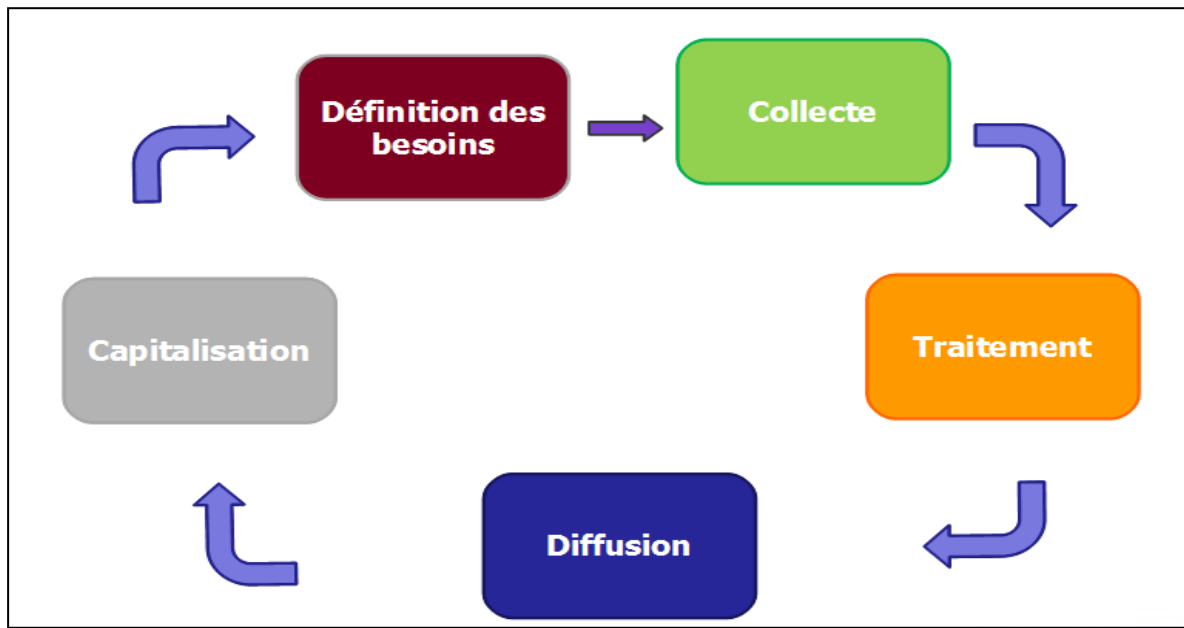 Définition des
besoins
Collecte
Traitement
Diffusion
Capitalisation